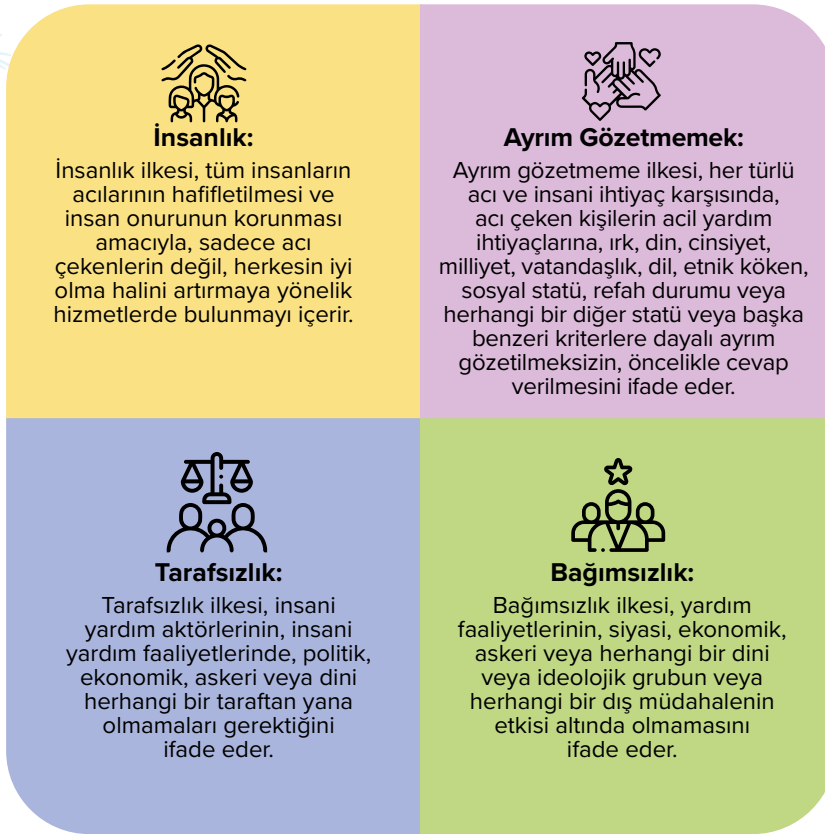 İnsanlık:
İnsanlık ilkesi, tüm insanların
acılarının hafifletilmesi ve
insan onurunun korunması
amacıyla, sadece acı
çekenlerin değil, herkesin iyi
olma halini artırmaya yönelik
hizmetlerde bulunmayı içerir.
Ayrım Gözetmemek:
Ayrım gözetmeme ilkesi, her türlü
acı ve insani ihtiyaç karşısında,
acı çeken kişilerin acil yardım
ihtiyaçlarına, ırk, din, cinsiyet,
milliyet, vatandaşlık, dil, etnik köken,
sosyal statü, refah durumu veya
herhangi bir diğer statü veya başka
benzeri kriterlere dayalı ayrım
gözetilmeksizin, öncelikle cevap
verilmesini ifade eder.
Tarafsızlık:
Tarafsızlık ilkesi, insani
yardım aktörlerinin, insani
yardım faaliyetlerinde, politik,
ekonomik, askeri veya dini
herhangi bir taraftan yana
olmamaları gerektiğini
ifade eder.
Bağımsızlık:
Bağımsızlık ilkesi, yardım
faaliyetlerinin, siyasi, ekonomik,
askeri veya herhangi bir dini
veya ideolojik grubun veya
herhangi bir dış müdahalenin
etkisi altında olmamasını
ifade eder.